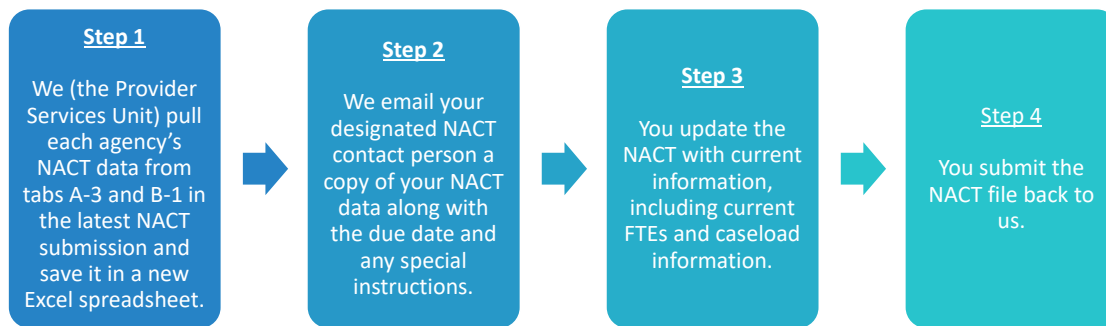 Step 1
We (the Provider
Services Unit) pull
each agency’s
NACT data from
tabs A-3 and B-1 in
the latest NACT
submission and
save it in a new
Excel spreadsheet.
Step 2
We email your
designated NACT
contact person a
copy of your NACT
data along with
the due date and
any special
instructions.
Step 3
You update the
NACT with current
information,
including current
FTEs and caseload
information.
Step 4
You submit the
NACT file back to
us.